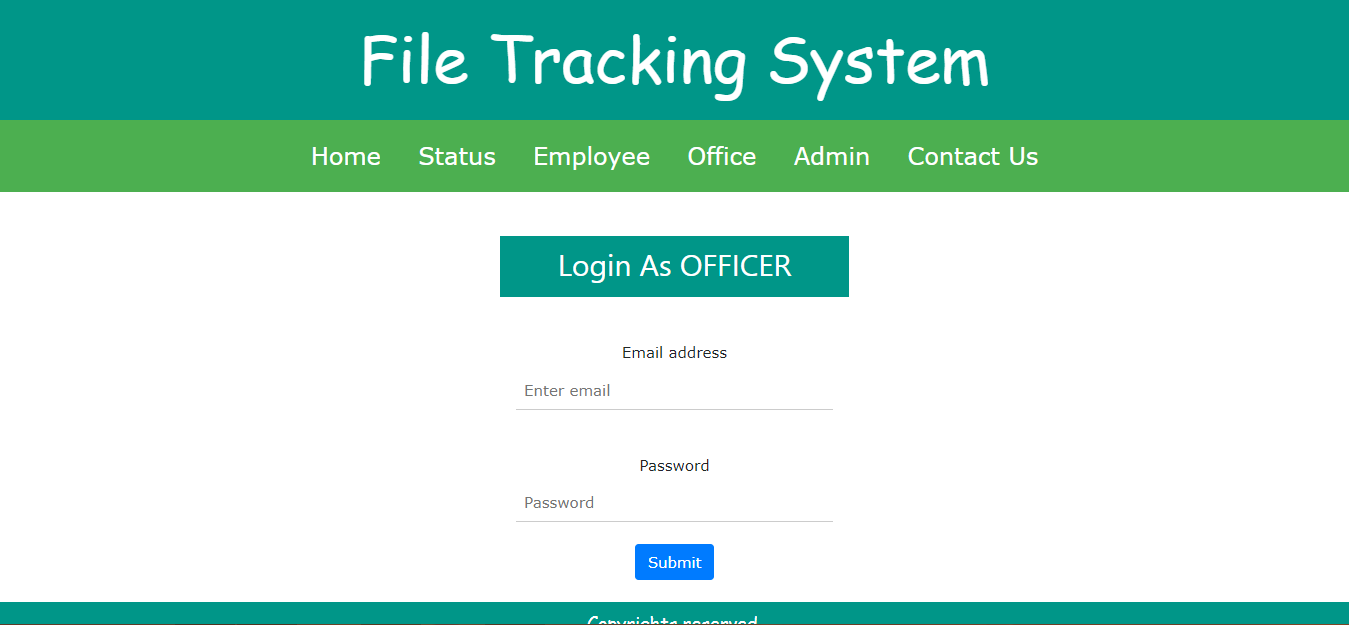 File Tracking System
Home Status Employee Office Admin Contact Us
Login As OFFICER
Email address
Enter email
Password
Password
Submit
Copyrights reserved